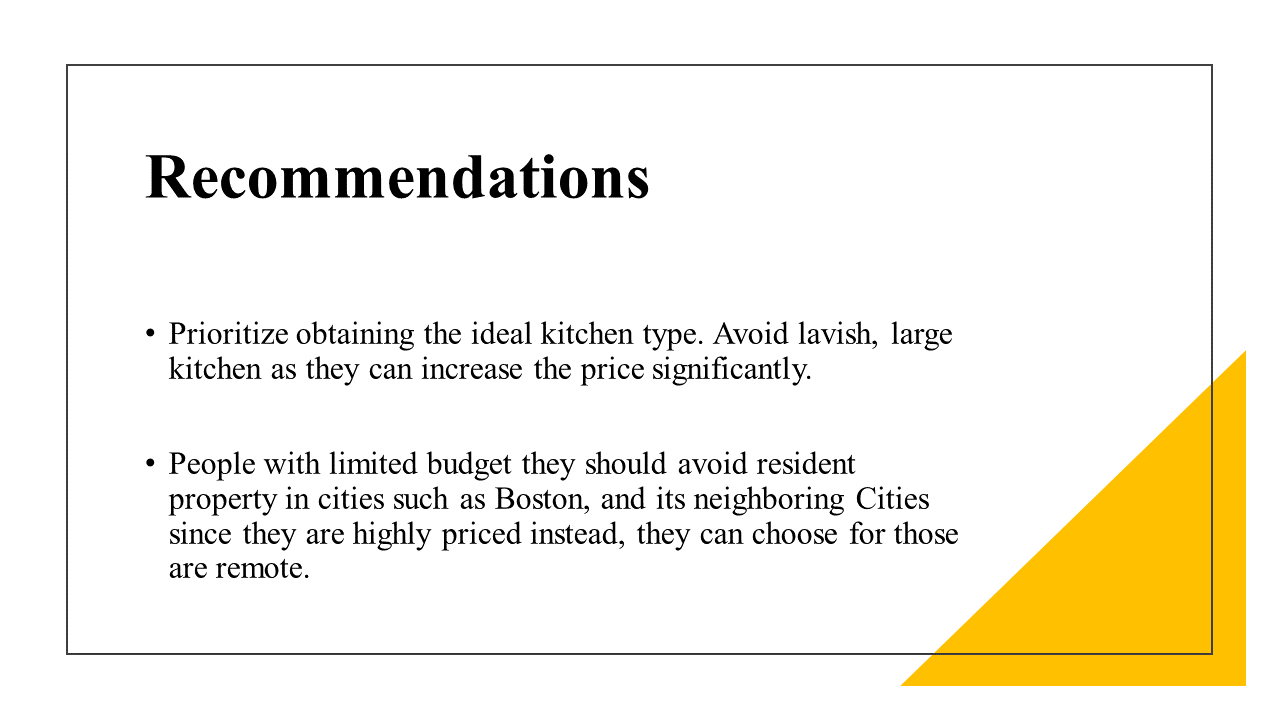 Recommendations
• Prioritize obtaining the ideal kitchen type. Avoid lavish, large
kitchen as they can increase the price significantly.
• People with limited budget they should avoid resident
property in cities such as Boston, and its neighboring Cities
since they are highly priced instead, they can choose for those
are remote.